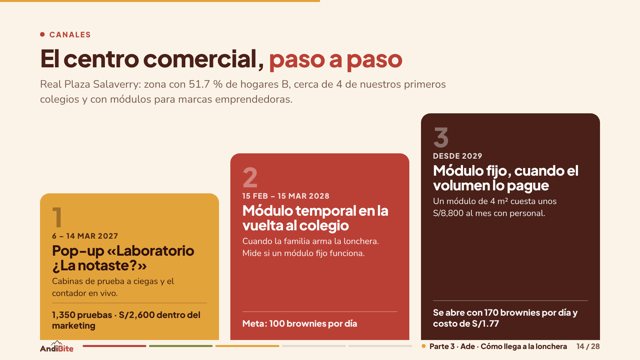 CANALES
El centro comercial, paso a paso
Real Plaza Salaverry: zona con 51.7 % de hogares B, cerca de 4 de nuestros primeros
colegios y con módulos para marcas emprendedoras.
1
6 – 14 MAR 2027
Pop-up «Laboratorio
¿La notaste?»
Cabinas de prueba a ciegas y el
contador en vivo.
1,350 pruebas · S/2,600 dentro del
marketing
2
15 FEB – 15 MAR 2028
Módulo temporal en la
vuelta al colegio
Cuando la familia arma la lonchera.
Mide si un módulo fijo funciona.
Meta: 100 brownies por día
3
DESDE 2029
Módulo fijo, cuando el
volumen lo pague
Un módulo de 4 m² cuesta unos
S/8,800 al mes con personal.
Se abre con 170 brownies por día y
costo de S/1.77
AndiBite
Parte 3 · Ade · Cómo llega a la lonchera 14 / 28